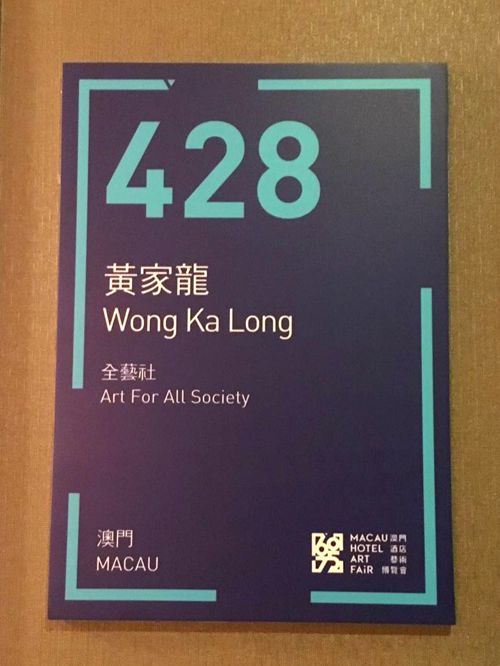 428
黃家龍
Wong Ka Long
全藝社
Art For All Society
澳門
MACAU
MACAU 澳門
HOTEL 酒店
ART 藝術
FAiR 博覽會